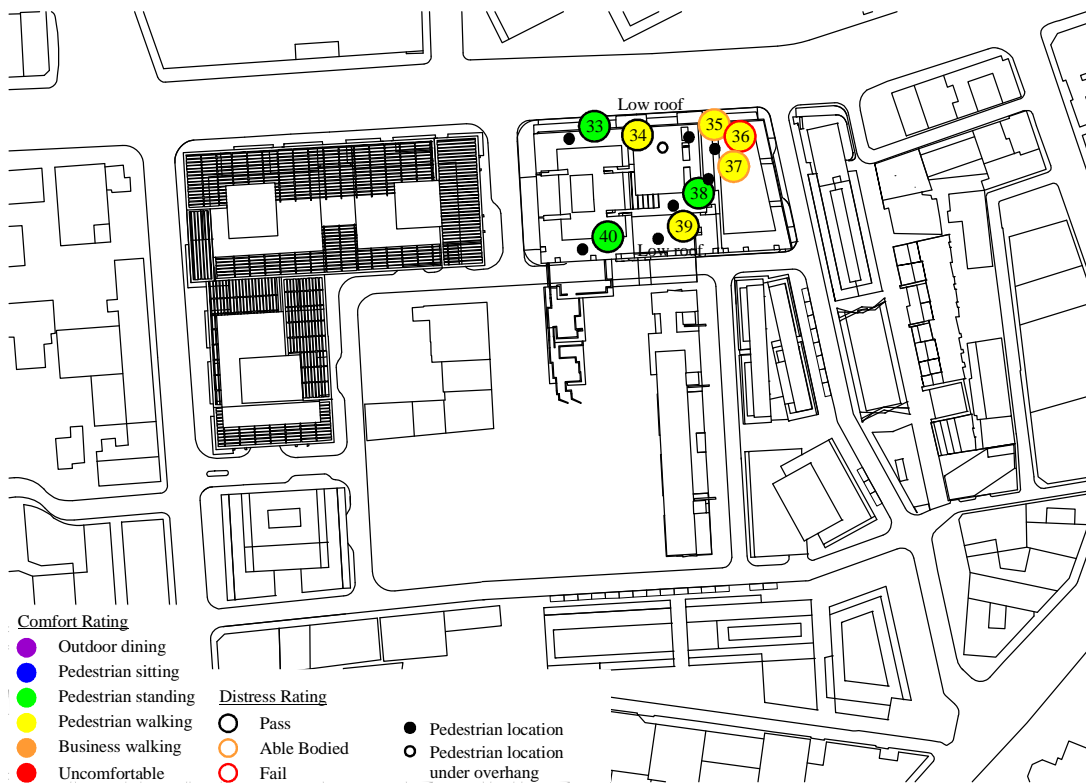 Low roof
33
34
35
36
37
38
39
40
Low roof
Comfort Rating
Outdoor dining
Pedestrian sitting
Pedestrian standing
Pedestrian walking
Business walking
Uncomfortable
Distress Rating
Pass
Able Bodied
Fail
Pedestrian location
Pedestrian location
under overhang